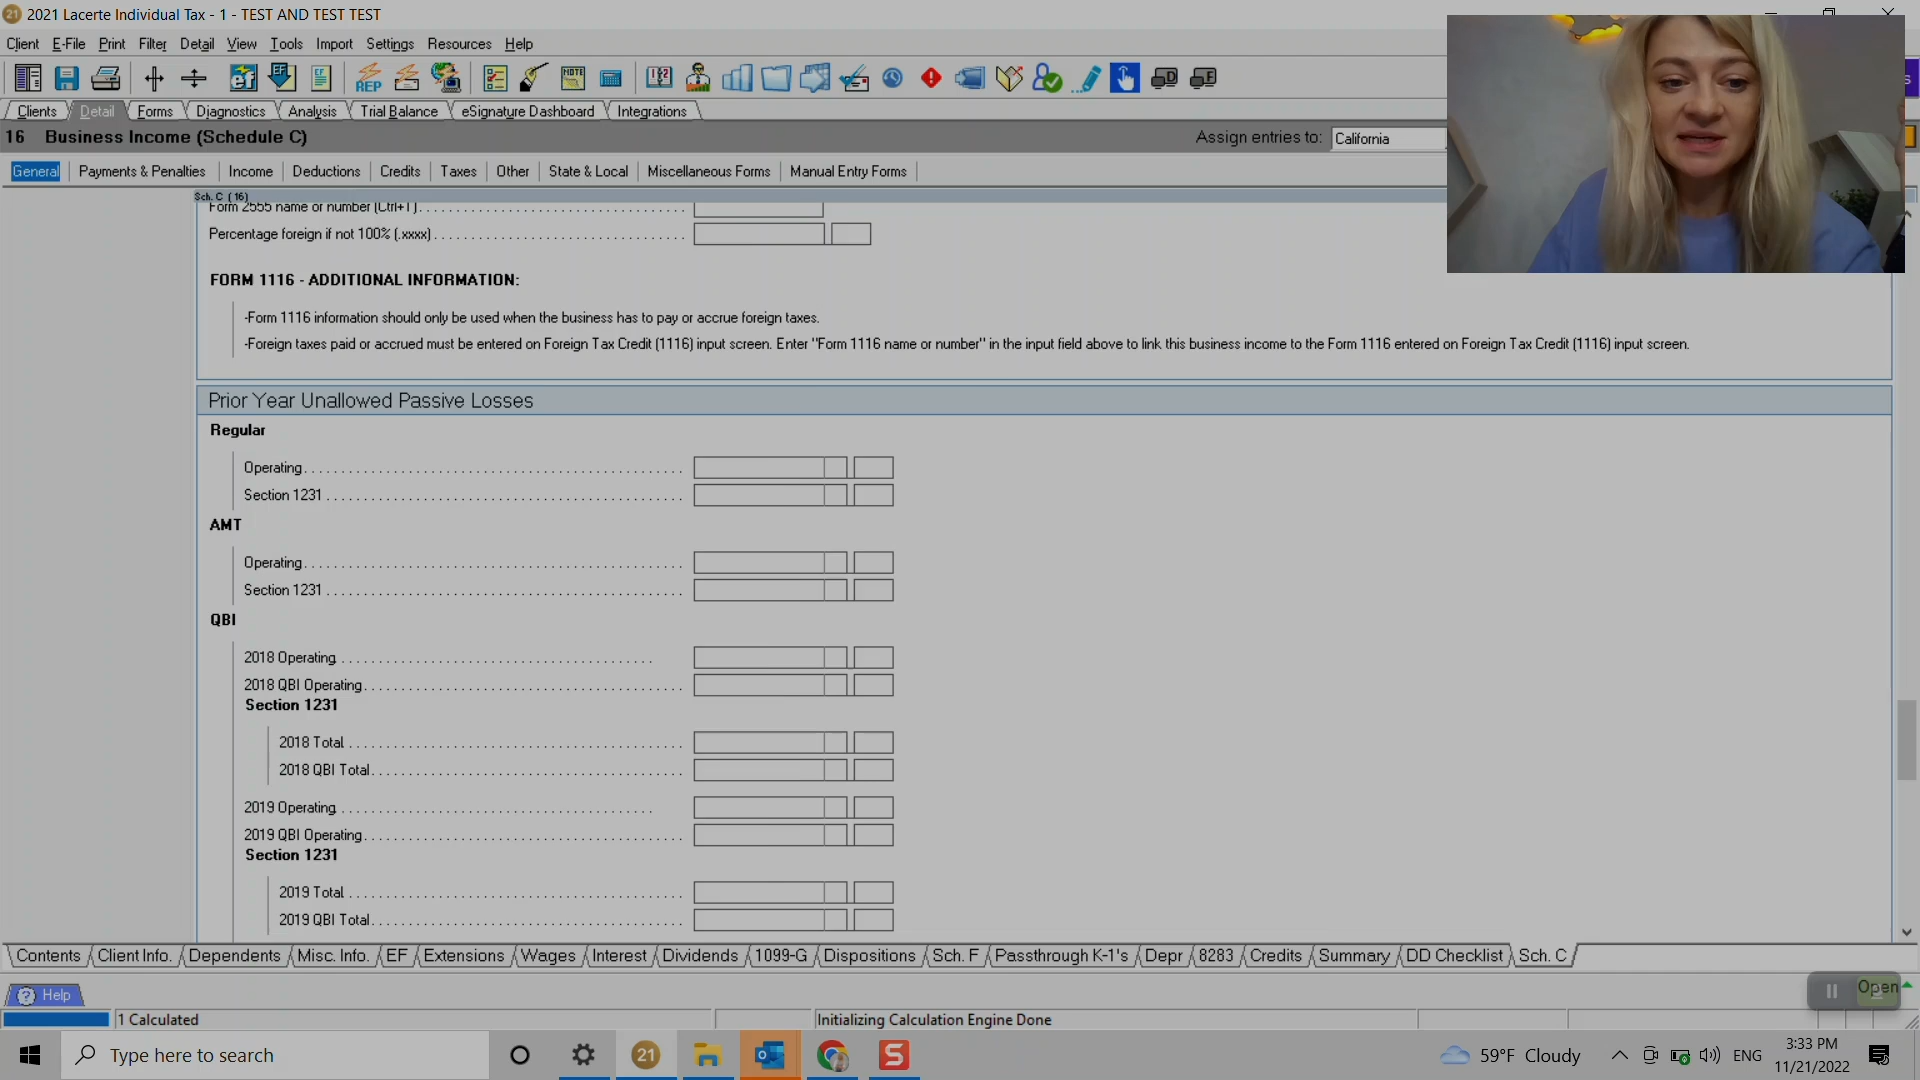 2021 Lacerte Individual Tax - 1 - TEST AND TEST TEST
Client E-File Print Filter Detail View Tools Import Settings Resources Help
Clients Detail Forms Diagnostics Analysis Trial Balance eSignature Dashboard Integrations
16 Business Income (Schedule C) Assign entries to: California
General Payments & Penalties Income Deductions Credits Taxes Other State & Local Miscellaneous Forms Manual Entry Forms
Sch. C (16)
Form 2555 name or number (Ctrl+T)
Percentage foreign if not 100% (.xxxx)
FORM 1116 - ADDITIONAL INFORMATION:
-Form 1116 information should only be used when the business has to pay or accrue foreign taxes.
-Foreign taxes paid or accrued must be entered on Foreign Tax Credit (1116) input screen. Enter "Form 1116 name or number" in the input field above to link this business income to the Form 1116 entered on Foreign Tax Credit (1116) input screen.
Prior Year Unallowed Passive Losses
Regular
Operating
Section 1231
AMT
Operating
Section 1231
QBI
2018 Operating
2018 QBI Operating
Section 1231
2018 Total
2018 QBI Total
2019 Operating
2019 QBI Operating
Section 1231
2019 Total
2019 QBI Total
Contents Client Info. Dependents Misc. Info. EF Extensions Wages Interest Dividends 1099-G Dispositions Sch. F Passthrough K-1's Depr 8283 Credits Summary DD Checklist Sch. C
Help
Open
1 Calculated Initializing Calculation Engine Done
Type here to search
21
59°F Cloudy
ENG
3:33 PM
11/21/2022